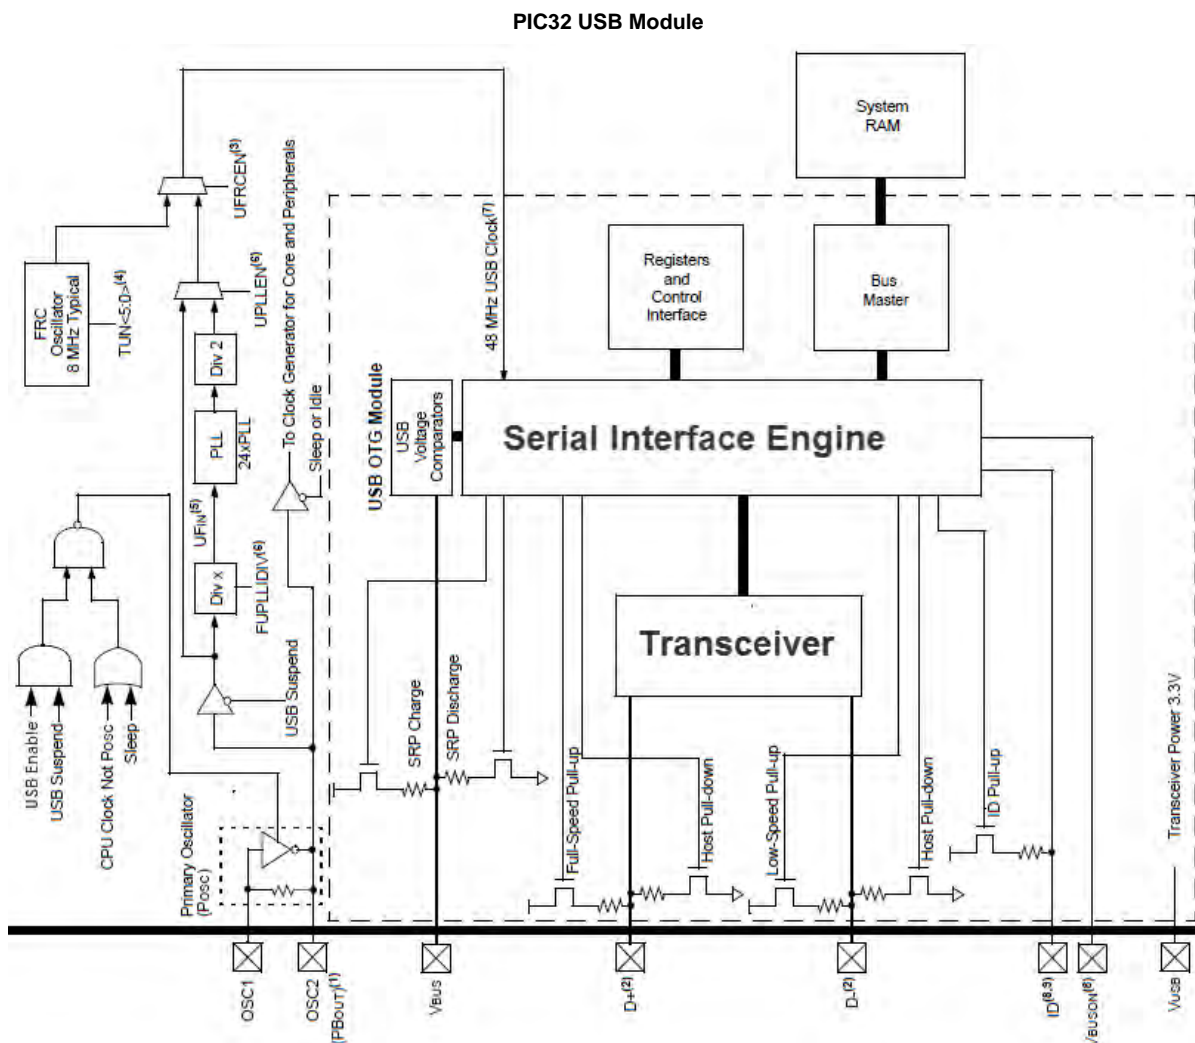 PIC32 USB Module
System
RAM
Registers
and
Control
Interface
Bus
Master
FRC
Oscillator
8 MHz Typical
TUN<5:0>(4)
UFRCEN(3)
UPLLEN(6)
Div 2
PLL
24xPLL
UFIN(5)
Div x
FUPLLIDIV(6)
To Clock Generator for Core and Peripherals
Sleep or Idle
USB Suspend
48 MHz USB Clock(7)
USB OTG Module
USB
Voltage
Comparators
Serial Interface Engine
Transceiver
USB Enable
USB Suspend
CPU Clock Not POSC
Sleep
Primary Oscillator
(POSC)
SRP Charge
SRP Discharge
Full-Speed Pull-up
Host Pull-down
Low-Speed Pull-up
Host Pull-down
ID Pull-up
Transceiver Power 3.3V
OSC1
OSC2
(PBOUT)(1)
VBUS
D+(2)
D-(2)
ID(8,9)
VBUSON(8)
VUSB